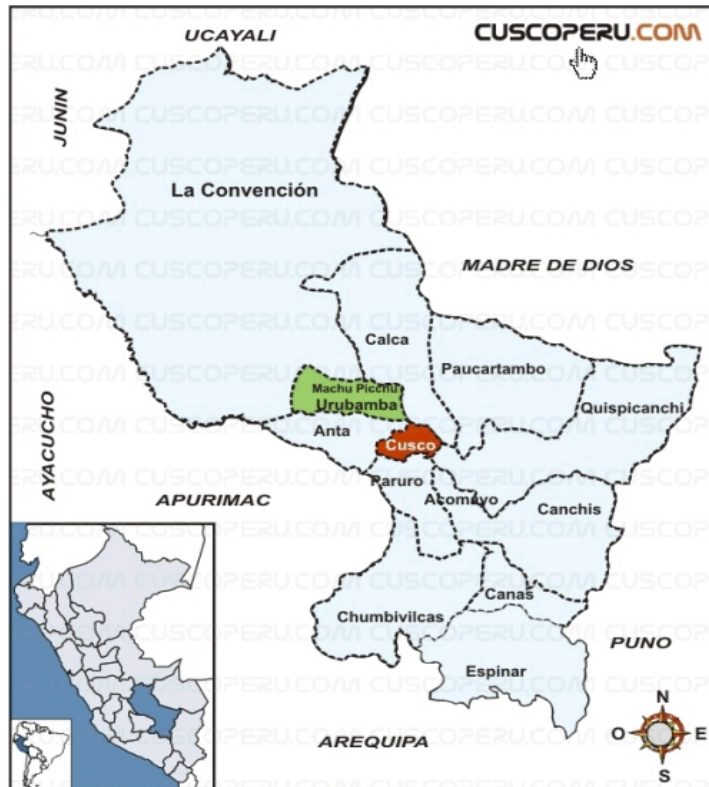 UCAYALI
CUSCOPERU.COM
JUNIN
La Convención
MADRE DE DIOS
Calca
Paucartambo
Machu Picchu
Urubamba
Quispicanchi
AYACUCHO
Anta
Cusco
Paruro
Acomayo
APURIMAC
Canchis
Canas
Chumbivilcas
PUNO
Espinar
AREQUIPA
N
O E
S